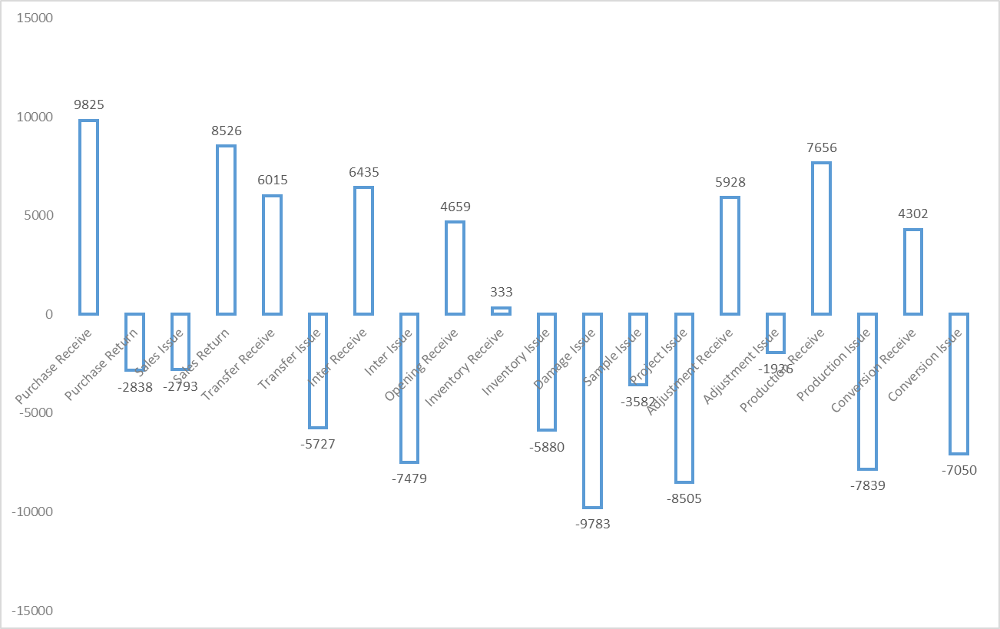 15000
10000
5000
0
-5000
-10000
-15000
9825
-2838
-2793
8526
6015
-5727
6435
-7479
4659
333
-5880
-9783
-3582
-8505
5928
-1926
7656
-7839
4302
-7050
Purchase Receive
Purchase Return
Sales Issue
Sales Return
Transfer Receive
Transfer Issue
Inter Receive
Inter Issue
Opening Receive
Inventory Receive
Inventory Issue
Damage Issue
Sample Issue
Project Issue
Adjustment Receive
Adjustment Issue
Production Receive
Production Issue
Conversion Receive
Conversion Issue